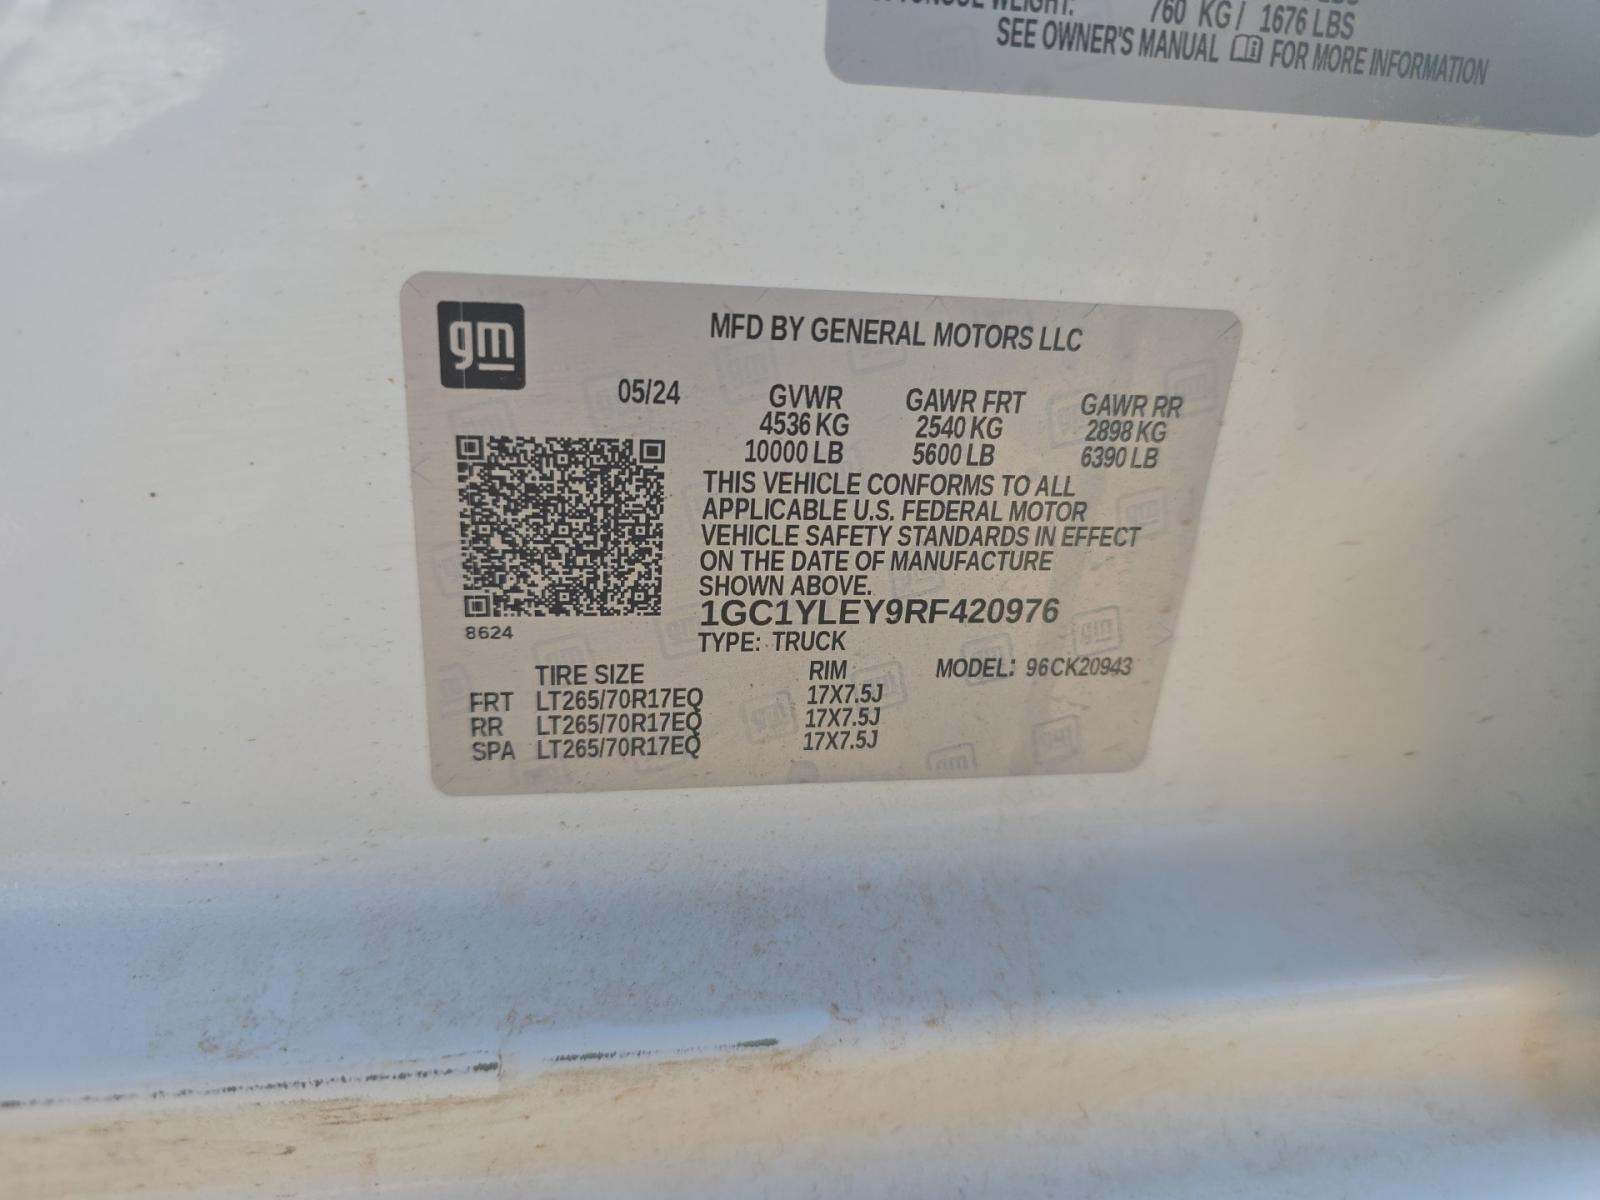 TONGUE WEIGHT: 760 KG / 1676 LBS
SEE OWNER'S MANUAL FOR MORE INFORMATION
gm
MFD BY GENERAL MOTORS LLC
05/24 GVWR GAWR FRT GAWR RR
4536 KG 2540 KG 2898 KG
10000 LB 5600 LB 6390 LB
THIS VEHICLE CONFORMS TO ALL
APPLICABLE U.S. FEDERAL MOTOR
VEHICLE SAFETY STANDARDS IN EFFECT
ON THE DATE OF MANUFACTURE
SHOWN ABOVE.
1GC1YLEY9RF420976
8624
TYPE: TRUCK
TIRE SIZE RIM MODEL: 96CK20943
FRT LT265/70R17EQ 17X7.5J
RR LT265/70R17EQ 17X7.5J
SPA LT265/70R17EQ 17X7.5J